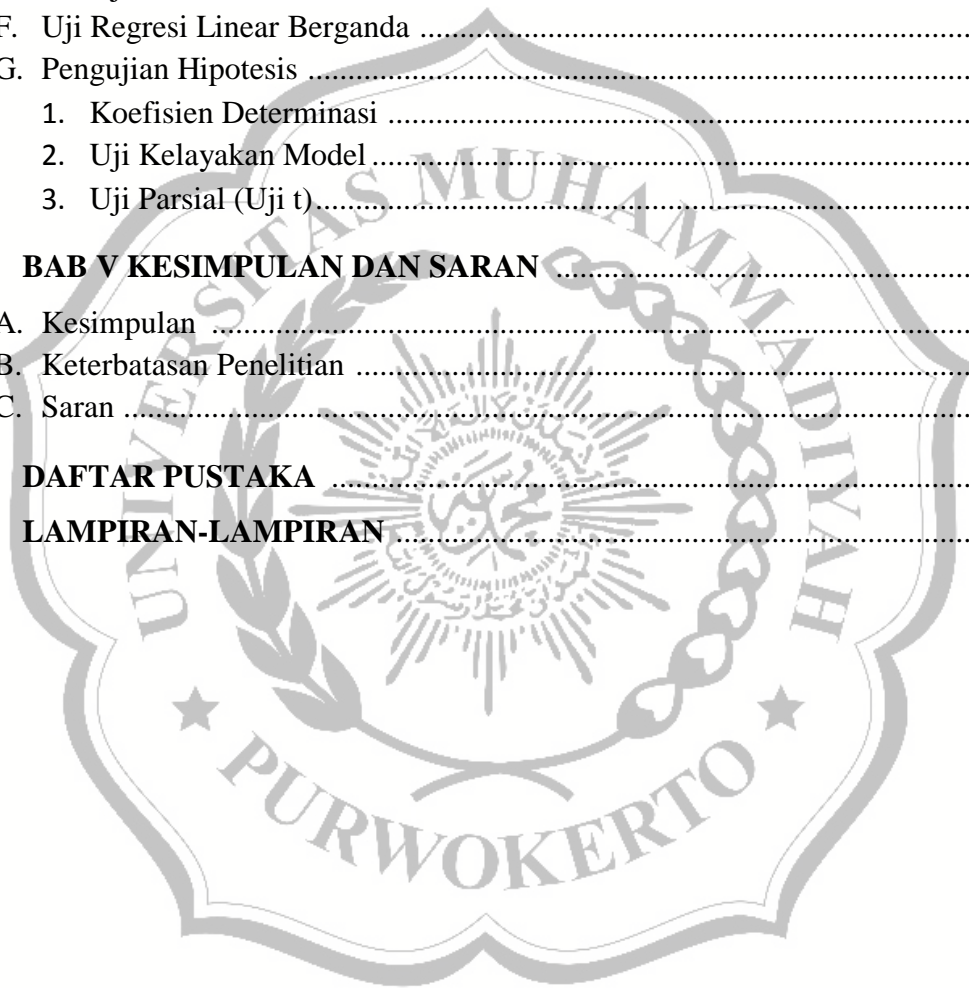 F. Uji Regresi Linear Berganda ........................................................................
G. Pengujian Hipotesis ........................................................................
1. Koefisien Determinasi ........................................................................
2. Uji Kelayakan Model ........................................................................
3. Uji Parsial (Uji t) ........................................................................
BAB V KESIMPULAN DAN SARAN ........................................................................
A. Kesimpulan ........................................................................
B. Keterbatasan Penelitian ........................................................................
C. Saran ........................................................................
DAFTAR PUSTAKA ........................................................................
LAMPIRAN-LAMPIRAN ........................................................................
UNIVERSITAS MUHAMMADIYAH
PURWOKERTO